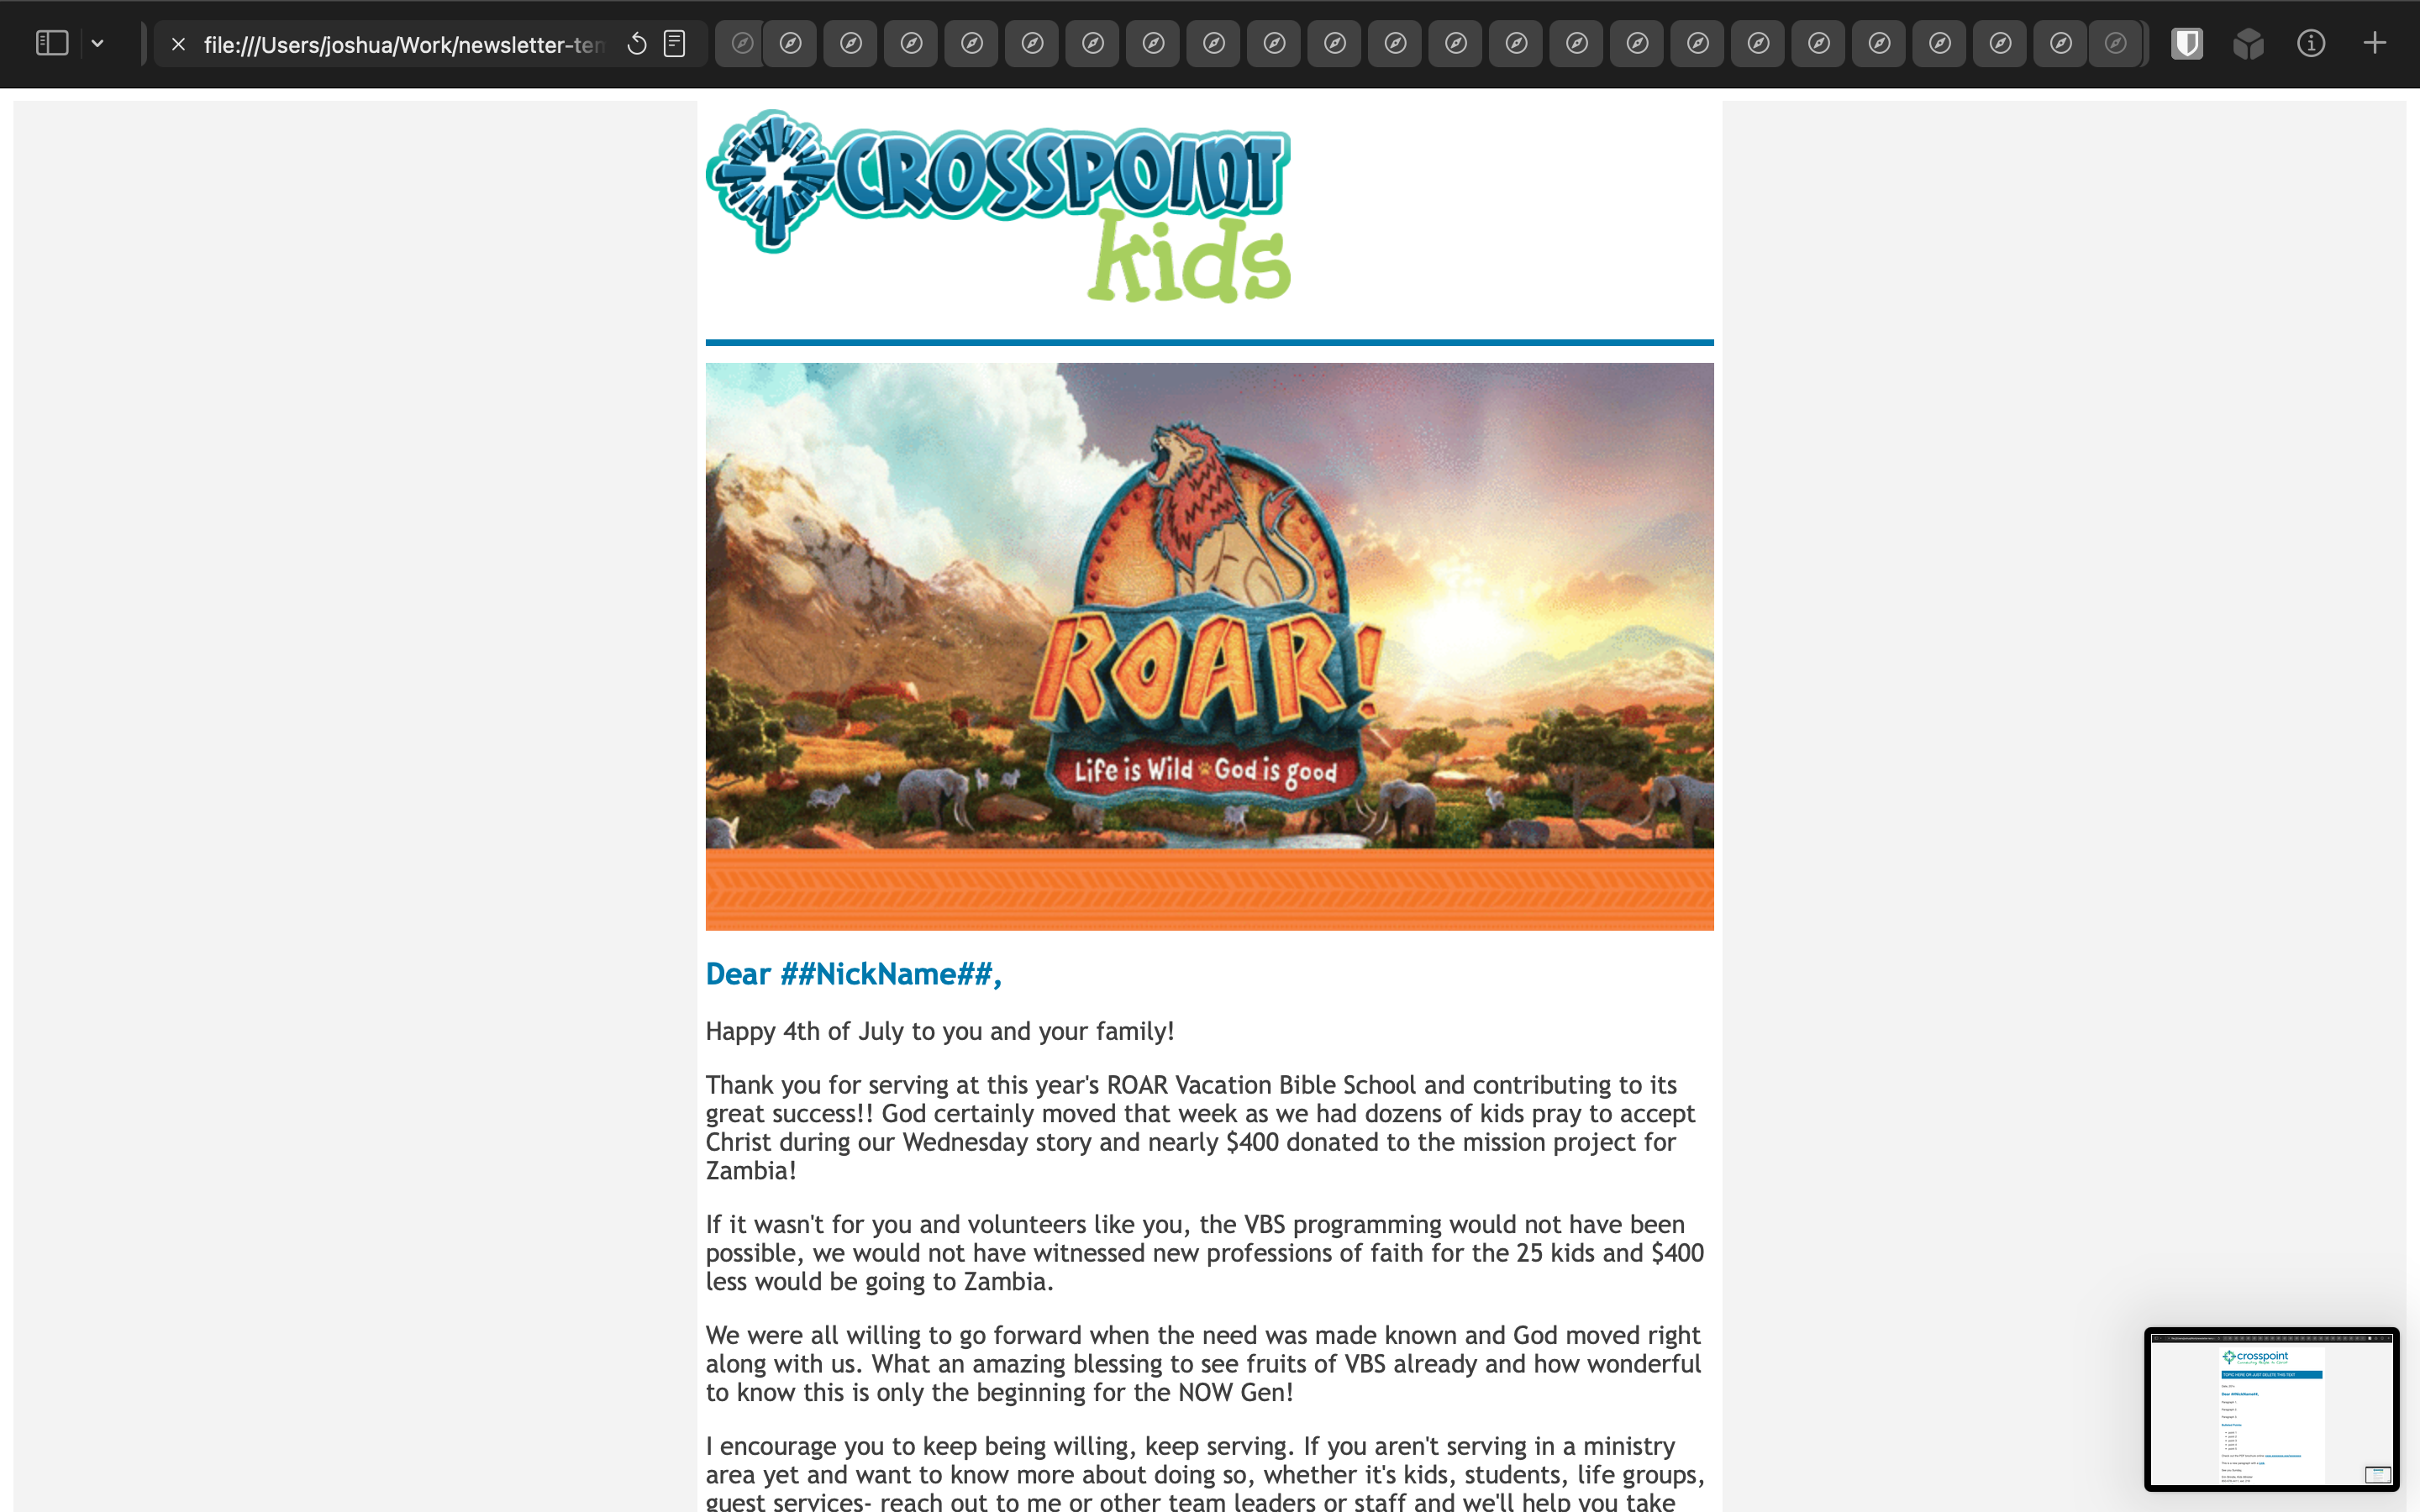 file:///Users/joshua/Work/newsletter-ten
CROSSPOINT
kids
ROAR!
Life is Wild God is good
Dear ##NickName##,
Happy 4th of July to you and your family!
Thank you for serving at this year's ROAR Vacation Bible School and contributing to its
great success!! God certainly moved that week as we had dozens of kids pray to accept
Christ during our Wednesday story and nearly $400 donated to the mission project for
Zambia!
If it wasn't for you and volunteers like you, the VBS programming would not have been
possible, we would not have witnessed new professions of faith for the 25 kids and $400
less would be going to Zambia.
We were all willing to go forward when the need was made known and God moved right
along with us. What an amazing blessing to see fruits of VBS already and how wonderful
to know this is only the beginning for the NOW Gen!
I encourage you to keep being willing, keep serving. If you aren't serving in a ministry
area yet and want to know more about doing so, whether it's kids, students, life groups,
guest services- reach out to me or other team leaders or staff and we'll help you take
crosspoint
TOPIC HERE OR JUST DELETE THIS TEXT
Dear ##NickName##,